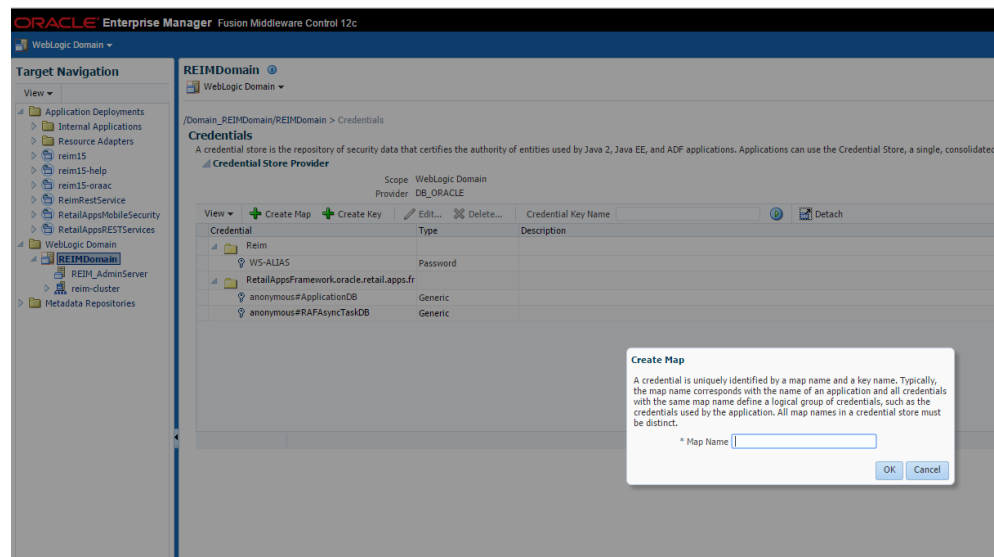 ORACLE Enterprise Manager Fusion Middleware Control 12c
WebLogic Domain
Target Navigation
View
Application Deployments
Internal Applications
Resource Adapters
reim15
reim15-help
reim15-oraac
ReimRestService
RetailAppsMobileSecurity
RetailAppsRESTServices
WebLogic Domain
REIMDomain
REIM_AdminServer
reim-cluster
Metadata Repositories
REIMDomain
WebLogic Domain
/Domain_REIMDomain/REIMDomain > Credentials
Credentials
A credential store is the repository of security data that certifies the authority of entities used by Java 2, Java EE, and ADF applications. Applications can use the Credential Store, a single, consolidated
Credential Store Provider
Scope WebLogic Domain
Provider DB_ORACLE
View Create Map Create Key Edit... Delete... Credential Key Name Detach
Credential Type Description
Reim
WS-ALIAS Password
RetailAppsFramework.oracle.retail.apps.fr
anonymous#ApplicationDB Generic
anonymous#RAFAsyncTaskDB Generic
Create Map
A credential is uniquely identified by a map name and a key name. Typically,
the map name corresponds with the name of an application and all credentials
with the same map name define a logical group of credentials, such as the
credentials used by the application. All map names in a credential store must
be distinct.
* Map Name
OK Cancel